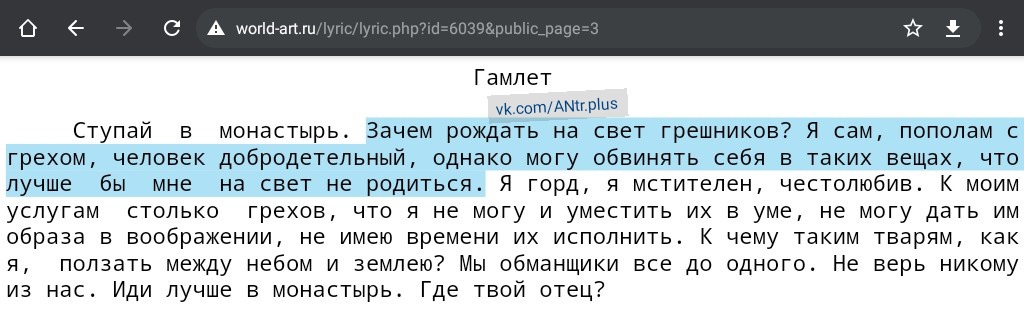 world-art.ru/lyric/lyric.php?id=6039&public_page=3
Гамлет
vk.com/ANtr.plus
Ступай в монастырь. Зачем рождать на свет грешников? Я сам, пополам с
грехом, человек добродетельный, однако могу обвинять себя в таких вещах, что
лучше бы мне на свет не родиться. Я горд, я мстителен, честолюбив. К моим
услугам столько грехов, что я не могу и уместить их в уме, не могу дать им
образа в воображении, не имею времени их исполнить. К чему таким тварям, как
я, ползать между небом и землею? Мы обманщики все до одного. Не верь никому
из нас. Иди лучше в монастырь. Где твой отец?